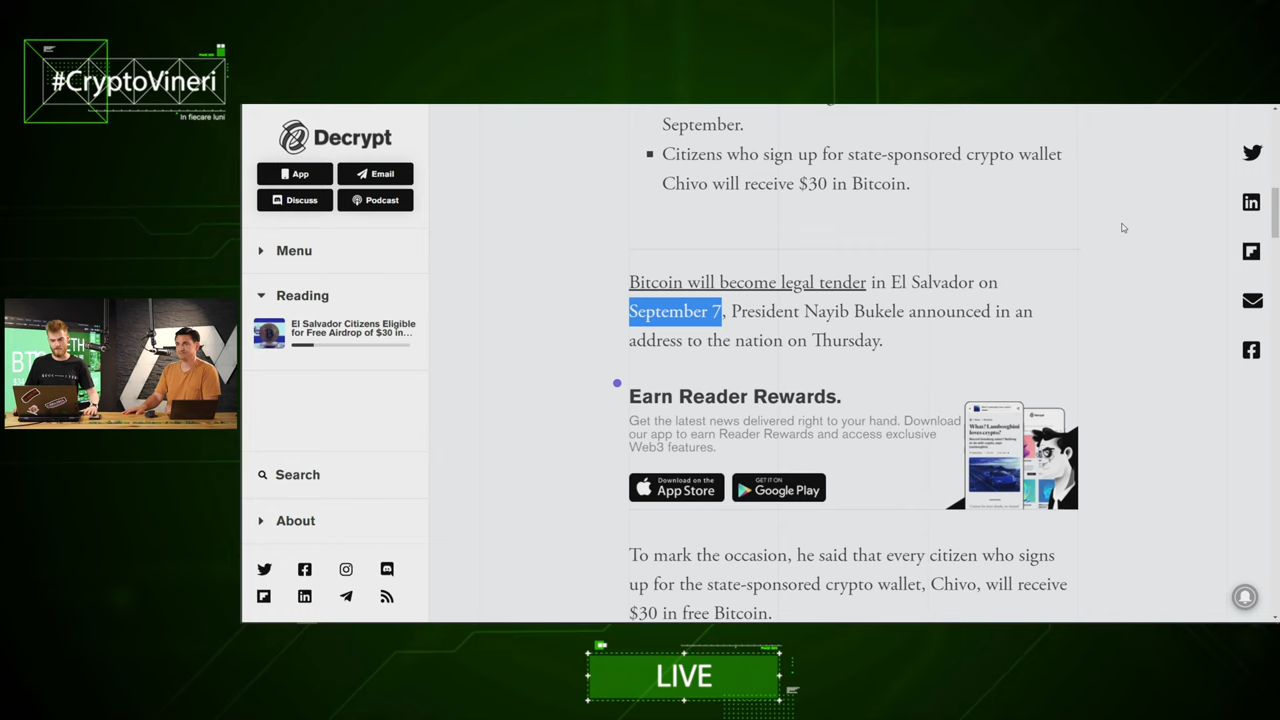 #CryptoVineri
in fiecare luni
Decrypt
App
Email
Discuss
Podcast
Menu
Reading
El Salvador Citizens Eligible
for Free Airdrop of $30 in...
Search
About
September.
Citizens who sign up for state-sponsored crypto wallet
Chivo will receive $30 in Bitcoin.
Bitcoin will become legal tender in El Salvador on
September 7, President Nayib Bukele announced in an
address to the nation on Thursday.
Earn Reader Rewards.
Get the latest news delivered right to your hand. Download
our app to earn Reader Rewards and access exclusive
Web3 features.
Download on the
App Store
GET IT ON
Google Play
What? Lamborghini
loves crypto?
To mark the occasion, he said that every citizen who signs
up for the state-sponsored crypto wallet, Chivo, will receive
$30 in free Bitcoin.
LIVE